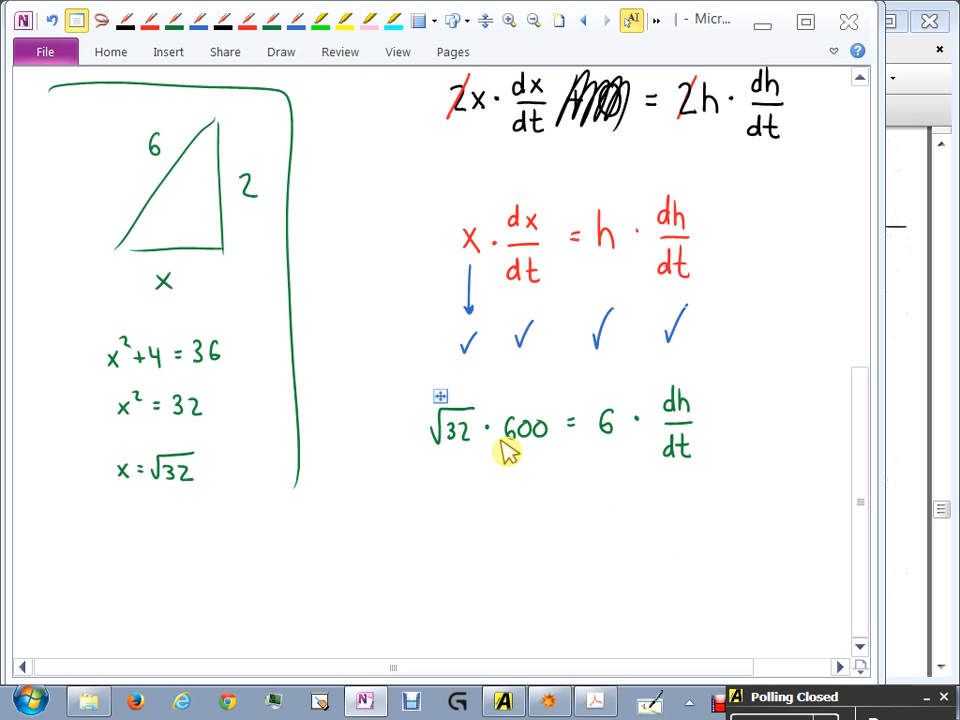 | - Micr...
File Home Insert Share Draw Review View Pages
2x · dx/dt = 2h · dh/dt
6
2
x
x · dx/dt = h · dh/dt
x² + 4 = 36
x² = 32
x = √32
√32 · 600 = 6 · dh/dt
Polling Closed